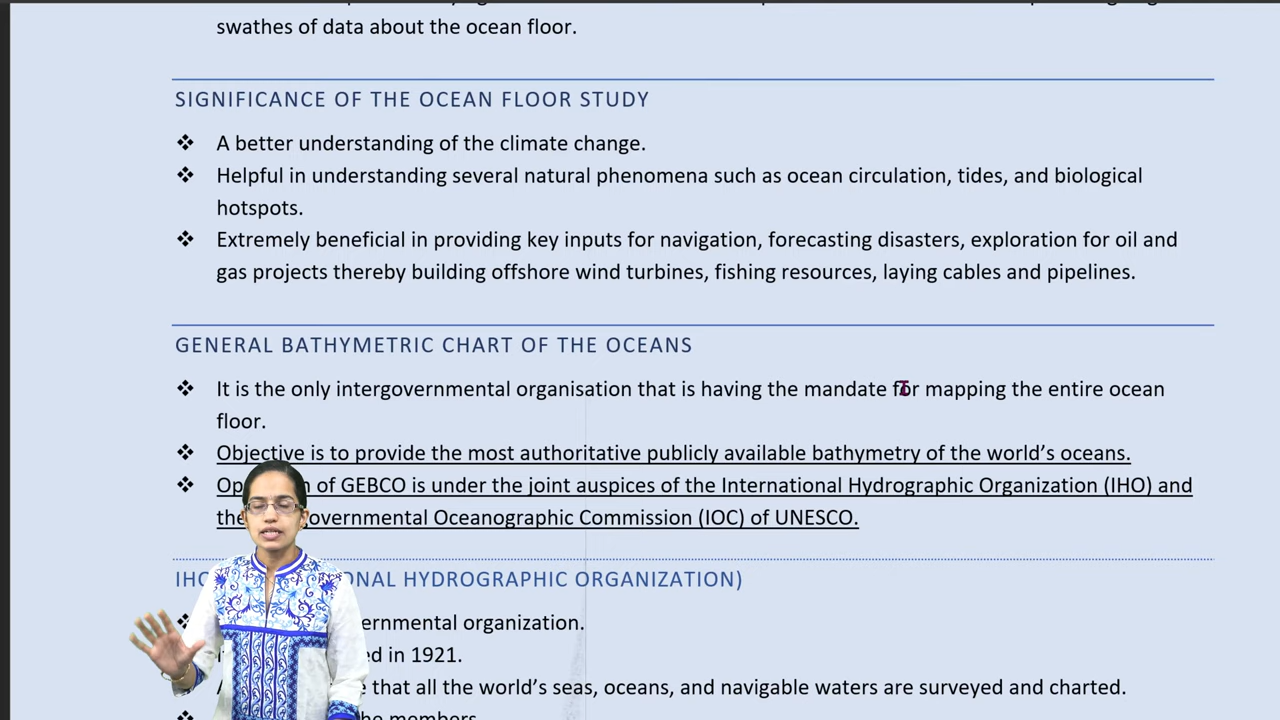 swathes of data about the ocean floor.
SIGNIFICANCE OF THE OCEAN FLOOR STUDY
❖ A better understanding of the climate change.
❖ Helpful in understanding several natural phenomena such as ocean circulation, tides, and biological
hotspots.
❖ Extremely beneficial in providing key inputs for navigation, forecasting disasters, exploration for oil and
gas projects thereby building offshore wind turbines, fishing resources, laying cables and pipelines.
GENERAL BATHYMETRIC CHART OF THE OCEANS
❖ It is the only intergovernmental organisation that is having the mandate for mapping the entire ocean
floor.
❖ Objective is to provide the most authoritative publicly available bathymetry of the world's oceans.
❖ of GEBCO is under the joint auspices of the International Hydrographic Organization (IHO) and
Oceanographic Commission (IOC) of UNESCO.
HYDROGRAPHIC ORGANIZATION)
organization.
in 1921.
that all the world's seas, oceans, and navigable waters are surveyed and charted.
members